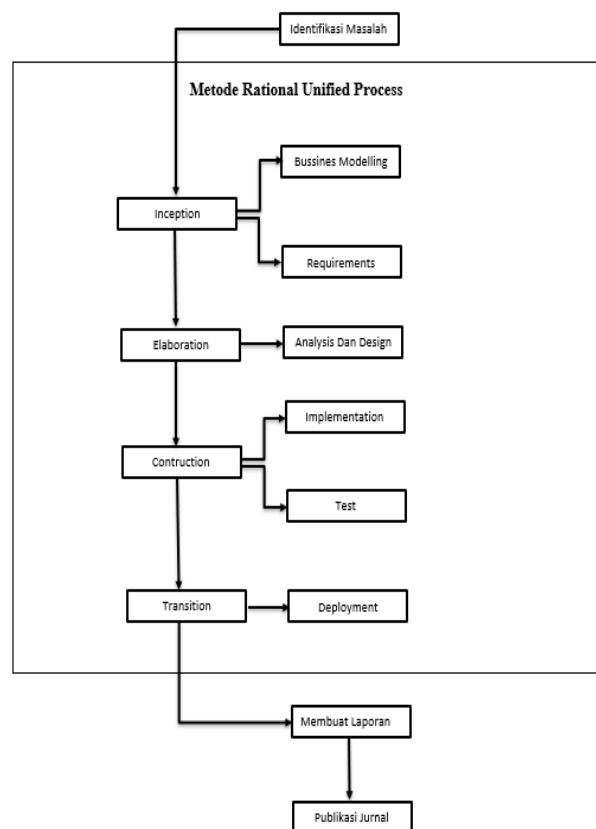 Identifikasi Masalah
Metode Rational Unified Process
Bussines Modelling
Inception
Requirements
Elaboration
Analysis Dan Design
Implementation
Contruction
Test
Transition
Deployment
Membuat Laporan
Publikasi Jurnal